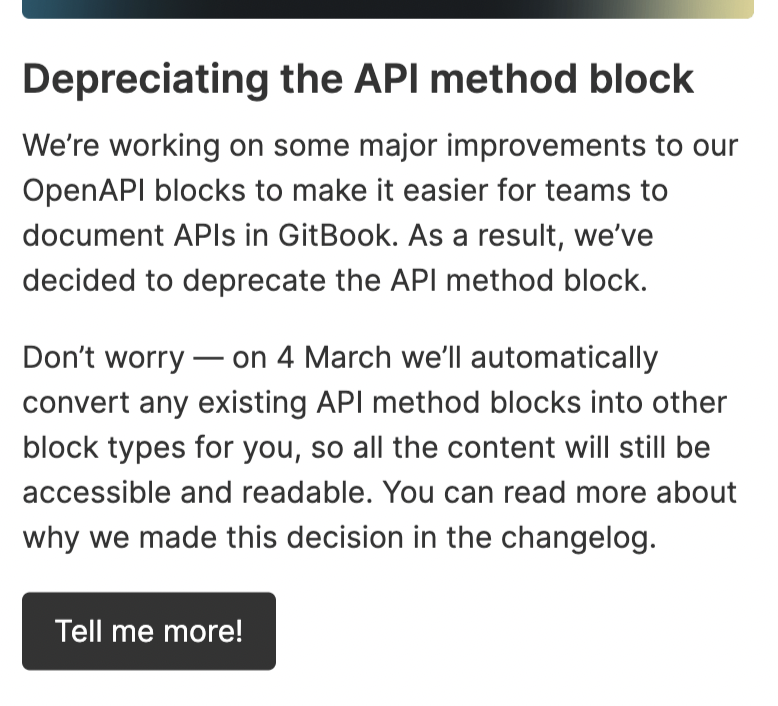 Depreciating the API method block
We’re working on some major improvements to our
OpenAPI blocks to make it easier for teams to
document APIs in GitBook. As a result, we’ve
decided to deprecate the API method block.
Don’t worry — on 4 March we’ll automatically
convert any existing API method blocks into other
block types for you, so all the content will still be
accessible and readable. You can read more about
why we made this decision in the changelog.
Tell me more!